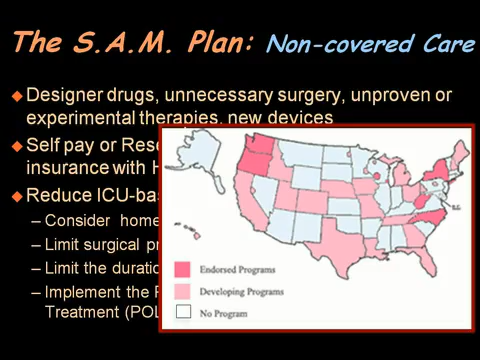 The S.A.M. Plan: Non-covered Care
Designer drugs, unnecessary surgery, unproven or
experimental therapies, new devices
Self pay or Rese
insurance with H
Reduce ICU-bas
– Consider home
– Limit surgical pr
– Limit the duratio
– Implement the P
Treatment (POL
Endorsed Programs
Developing Programs
No Program